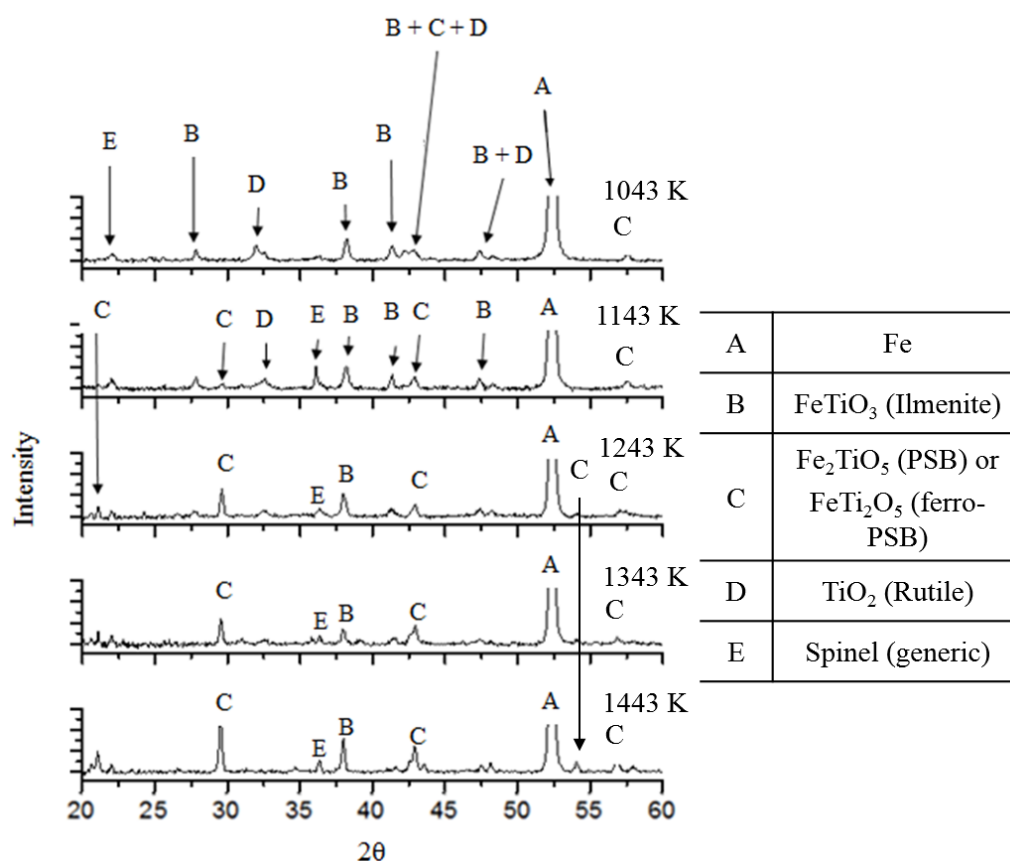 B + C + D
A
E
B
B
B + D
D
B
1043 K
C
C
C
D
E
B
B
C
B
A
1143 K
C
A
1243 K
C
B
E
C
C
C
A
1343 K
C
C
E
B
C
A
1443 K
C
C
E
B
C
20
25
30
35
40
45
50
55
60
2θ
Intensity
A Fe
B FeTiO₃ (Ilmenite)
C Fe₂TiO₅ (PSB) or
FeTi₂O₅ (ferro-
PSB)
D TiO₂ (Rutile)
E Spinel (generic)